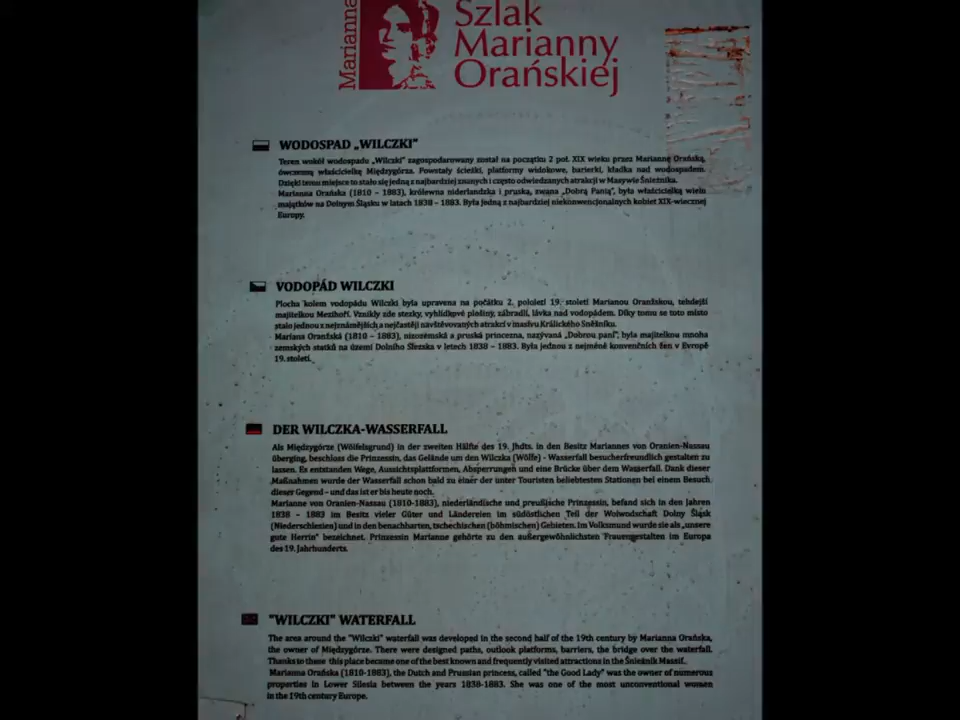 Marianna
Szlak
Marianny
Orańskiej
WODOSPAD „WILCZKI”
Teren wokół wodospadu „Wilczki” zagospodarowany został na początku 2 poł. XIX wieku przez Mariannę Orańską,
ówczesną właścicielkę Międzygórza. Powstały ścieżki, platformy widokowe, barierki, kładka nad wodospadem.
Dzięki temu miejsce to stało się jedną z najbardziej znanych i często odwiedzanych atrakcji w Masywie Śnieżnika.
Marianna Orańska (1810 – 1883), królewna niderlandzka i pruska, zwana „Dobrą Panią”, była właścicielką wielu
majątków na Dolnym Śląsku w latach 1838 – 1883. Była jedną z najbardziej niekonwencjonalnych kobiet XIX-wiecznej
Europy.
VODOPÁD WILCZKI
Plocha kolem vodopádu Wilczki byla upravena na počátku 2. poloietí 19. století Marianou Oranžskou, tehdejší
majitelkou Mezihoří. Vznikly zde stezky, vyhlídkové plošiny, zábradlí, lávka nad vodopádem. Díky tomu se toto místo
stalo jednou z nejznámějších a nejčastěji navštěvovaných atrakcí v masivu Králického Sněžníku.
Mariana Oranžská (1810 – 1883), nizozemská a pruská princezna, nazývaná „Dobrou paní”, byla majitelkou mnoha
zemských statků na území Dolního Slezska v letech 1838 – 1883. Byla jednou z nejméně konvenčních žen v Evropě
19. století.
DER WILCZKA-WASSERFALL
Als Międzygórze (Wölfelsgrund) in der zweiten Hälfte des 19. Jhdts. in den Besitz Mariannes von Oranien-Nassau
überging, beschloss die Prinzessin, das Gelände um den Wilczka (Wölfe) - Wasserfall besucherfreundlich gestalten zu
lassen. Es entstanden Wege, Aussichtsplattformen, Absperrungen und eine Brücke über dem Wasserfall. Dank dieser
Maßnahmen wurde der Wasserfall schon bald zu einer der unter Touristen beliebtesten Stationen bei einem Besuch
dieser Gegend – und das ist er bis heute noch.
Marianne von Oranien-Nassau (1810-1883), niederländische und preußische Prinzessin, befand sich in den Jahren
1838 – 1883 im Besitz vieler Güter und Ländereien im südöstlichen Teil der Woiwodschaft Dolny Śląsk
(Niederschlesien) und in den benachbarten, tschechischen (böhmischen) Gebieten. Im Volksmund wurde sie als „unsere
gute Herrin” bezeichnet. Prinzessin Marianne gehörte zu den außergewöhnlichsten Frauengestalten im Europa
des 19. Jahrhunderts.
"WILCZKI" WATERFALL
The area around the "Wilczki" waterfall was developed in the second half of the 19th century by Marianna Orańska,
the owner of Międzygórze. There were designed paths, outlook platforms, barriers, the bridge over the waterfall.
Thanks to these this place became one of the best known and frequently visited attractions in the Śnieżnik Massif.
Marianna Orańska (1810-1883), the Dutch and Prussian princess, called "the Good Lady" was the owner of numerous
properties in Lower Silesia between the years 1838-1883. She was one of the most unconventional women
in the 19th century Europe.